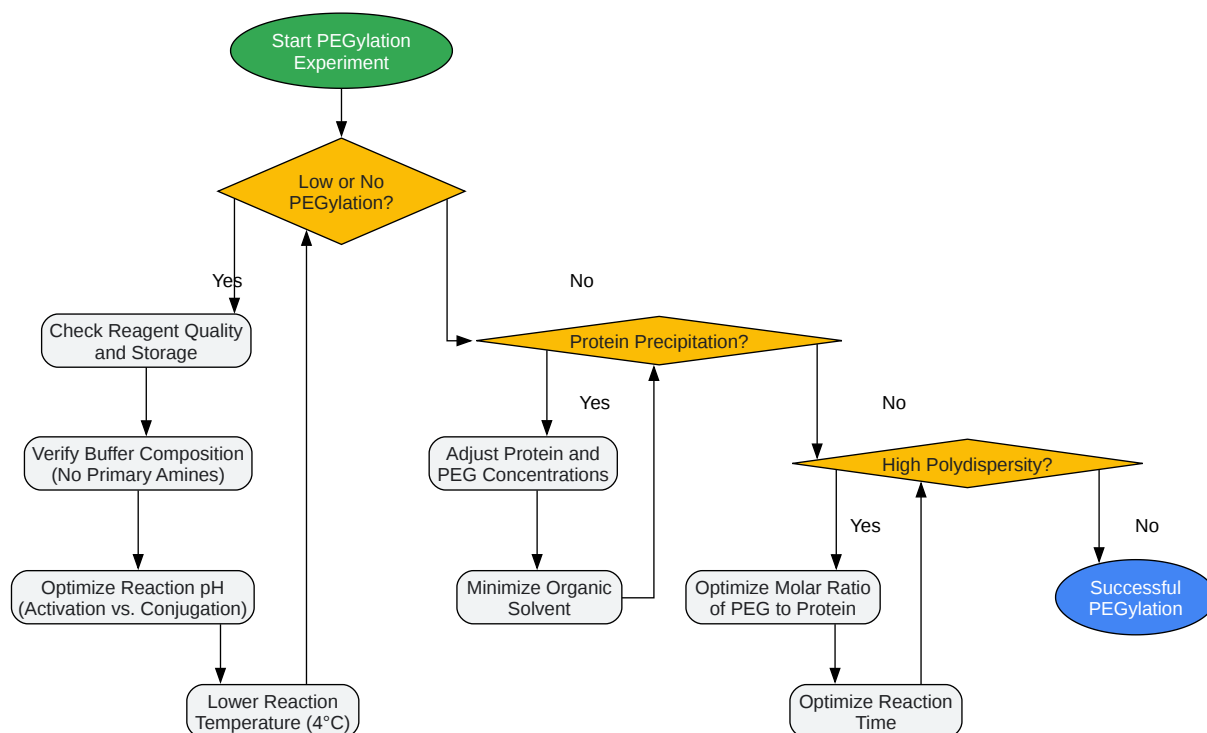 Start PEGylation
Experiment
Low or No
PEGylation?
Yes
No
Check Reagent Quality
and Storage
Protein Precipitation?
Yes
No
Verify Buffer Composition
(No Primary Amines)
Adjust Protein and
PEG Concentrations
High Polydispersity?
Yes
No
Optimize Reaction pH
(Activation vs. Conjugation)
Minimize Organic
Solvent
Optimize Molar Ratio
of PEG to Protein
Successful
PEGylation
Lower Reaction
Temperature (4°C)
Optimize Reaction
Time